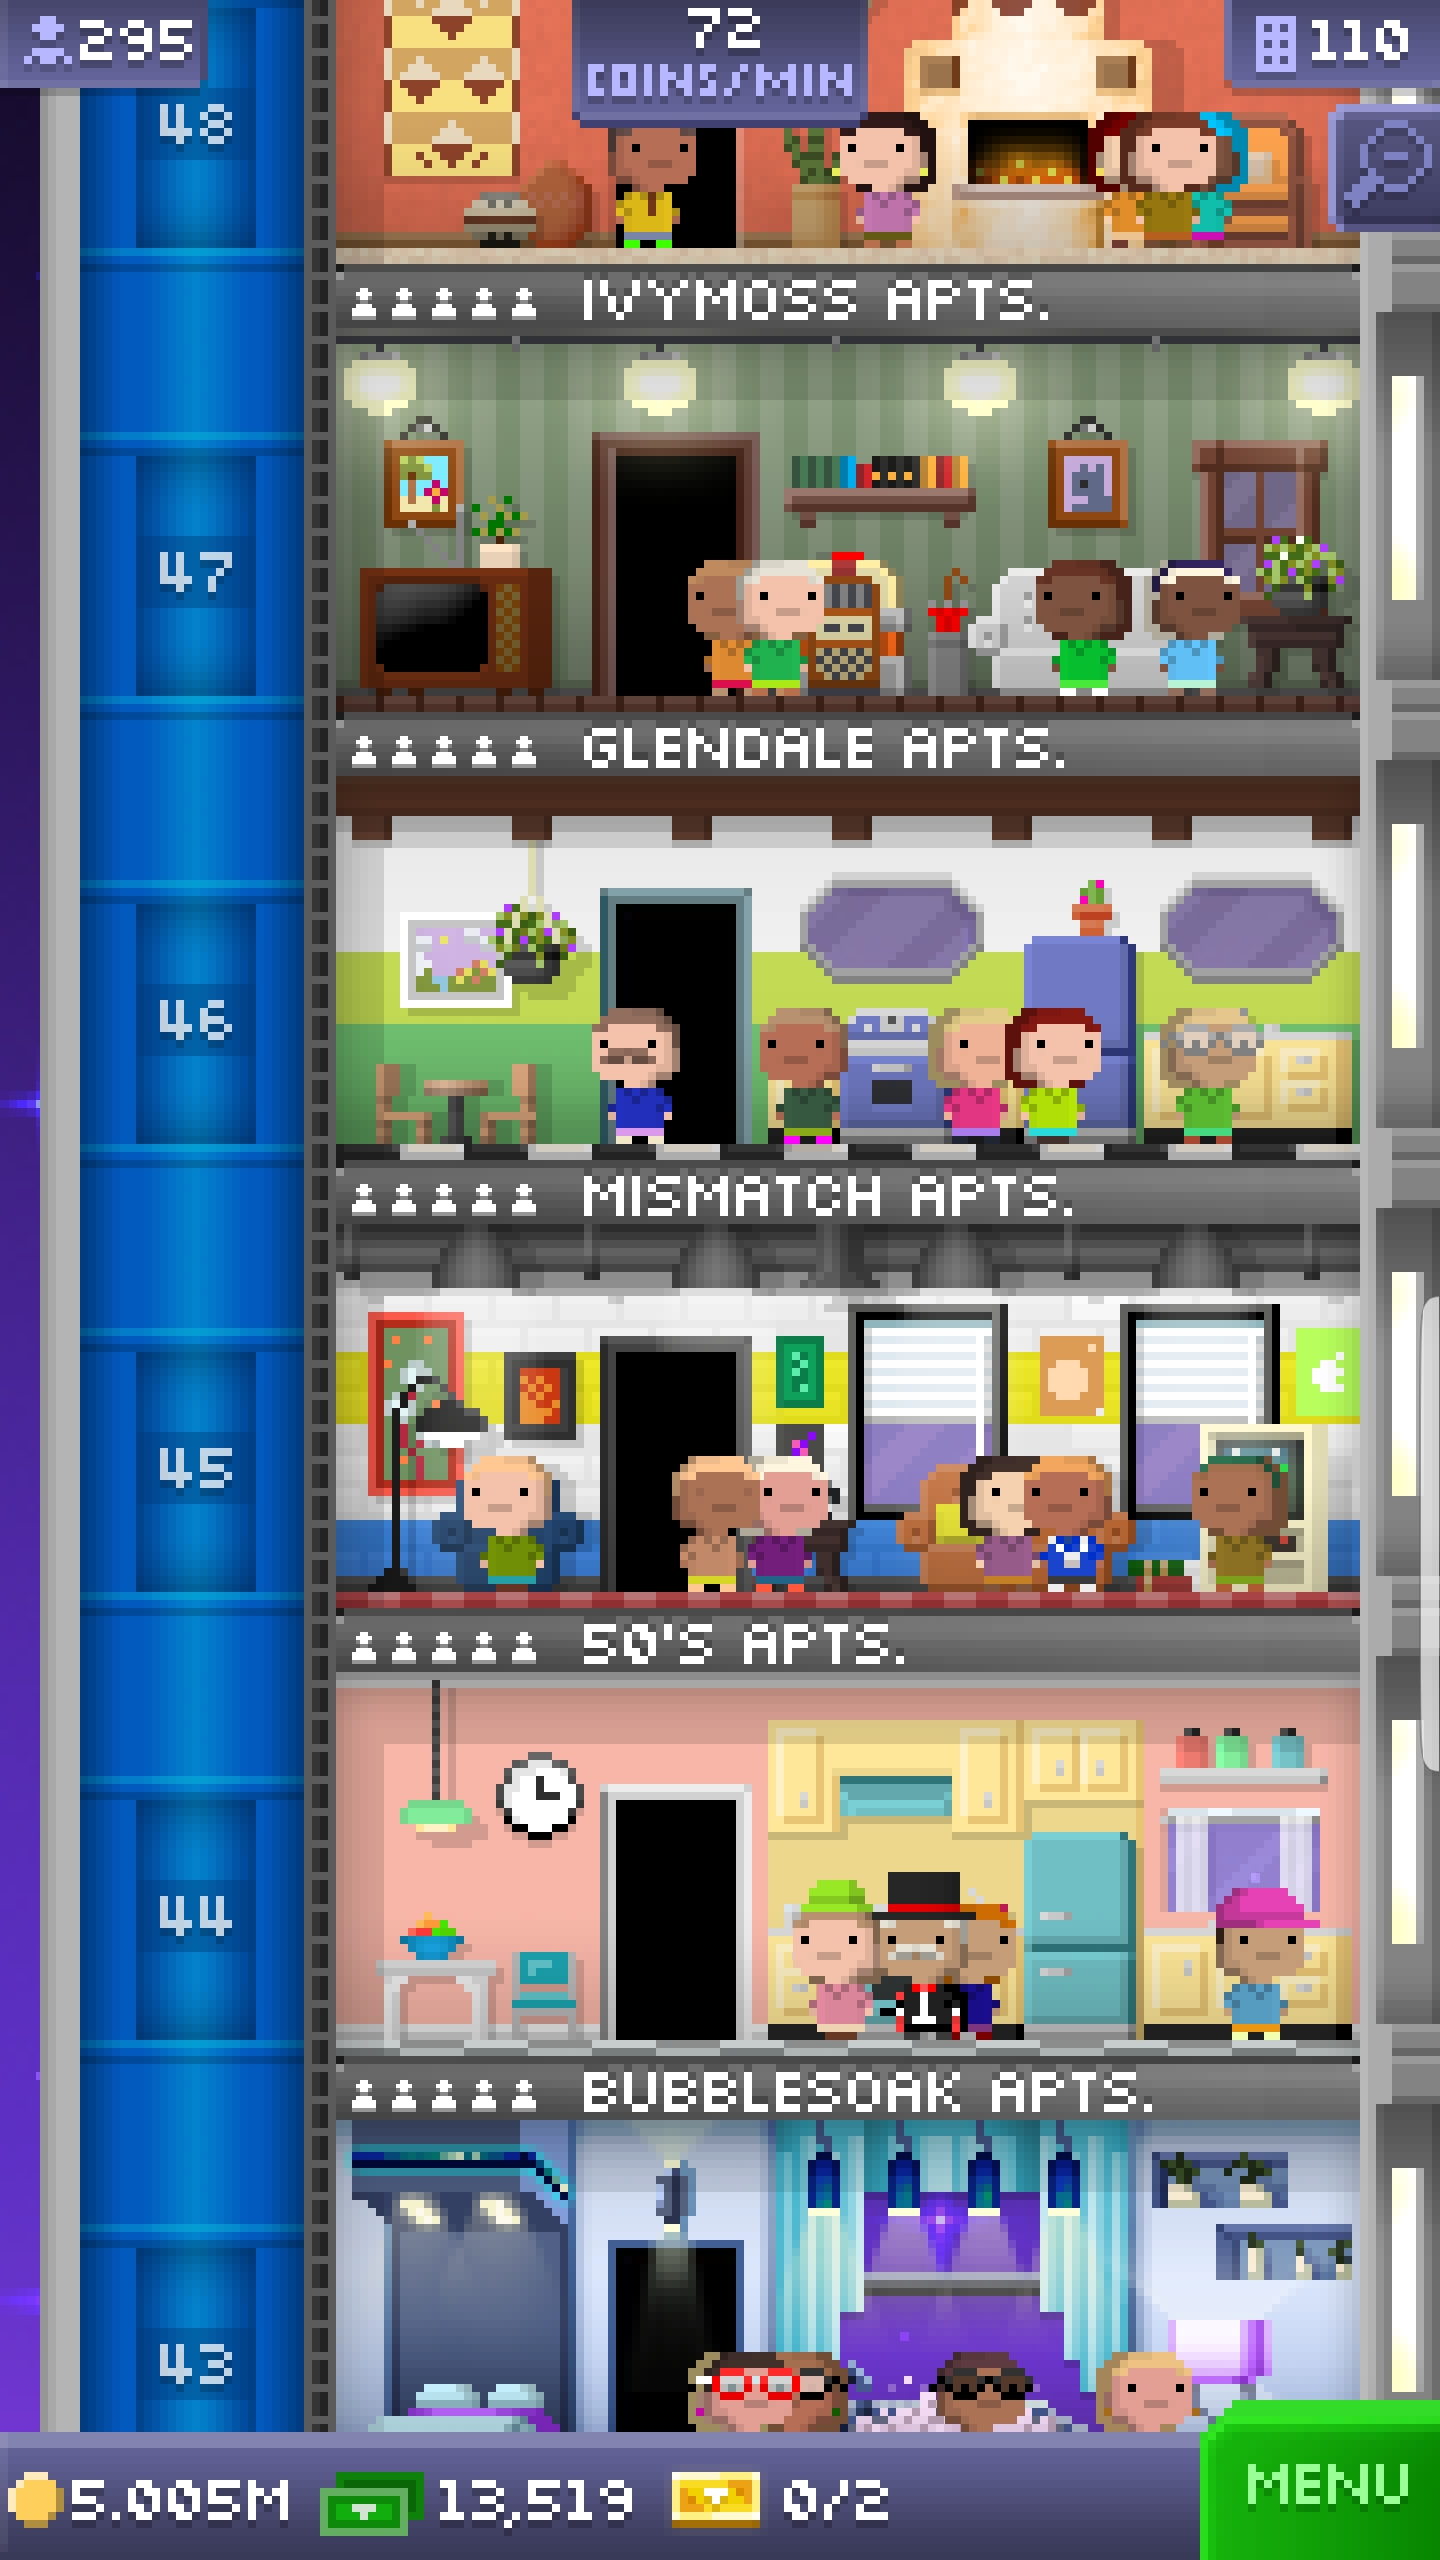 295
72
COINS/MIN
110
48
IVYMOSS APTS.
47
GLENDALE APTS.
46
MISMATCH APTS.
45
50'S APTS.
44
BUBBLESOAK APTS.
43
5.005M
13,519
0/2
MENU